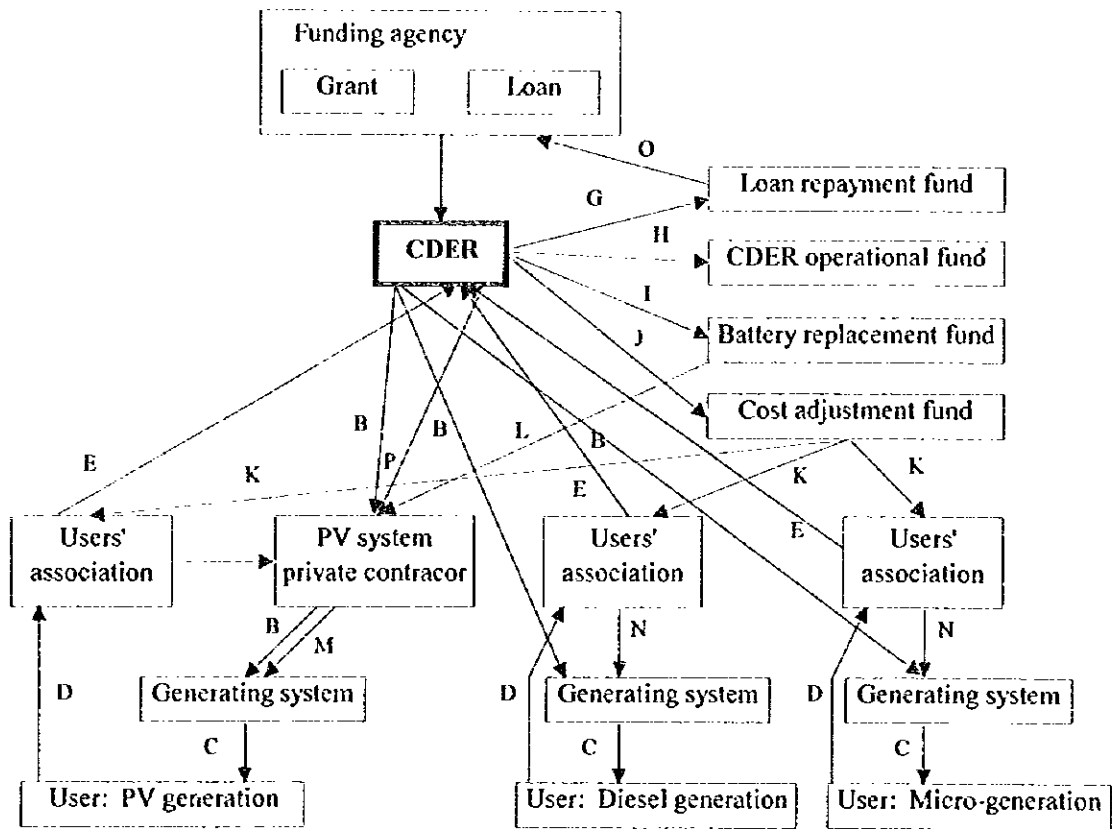 Funding agency
Grant
Loan
O
Loan repayment fund
G
CDER
H
CDER operational fund
I
J
Battery replacement fund
Cost adjustment fund
B
B
L
B
E
P
K
K
K
E
E
Users'
association
PV system
private contracor
Users'
association
Users'
association
B
M
N
N
D
Generating system
D
Generating system
D
Generating system
C
C
C
User: PV generation
User: Diesel generation
User: Micro-generation